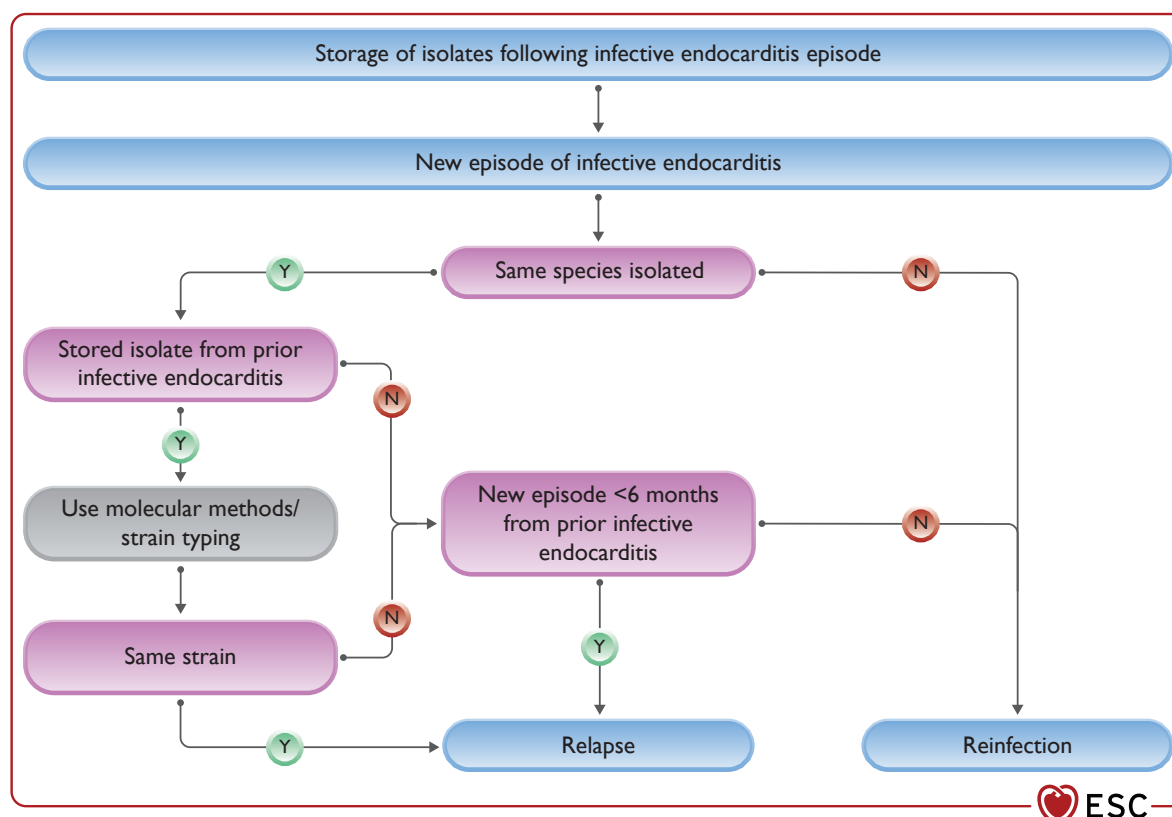 Storage of isolates following infective endocarditis episode
New episode of infective endocarditis
Y
Same species isolated
N
Stored isolate from prior
infective endocarditis
N
Y
Use molecular methods/
strain typing
New episode <6 months
from prior infective
endocarditis
N
N
Same strain
Y
Y
Relapse
Reinfection
ESC